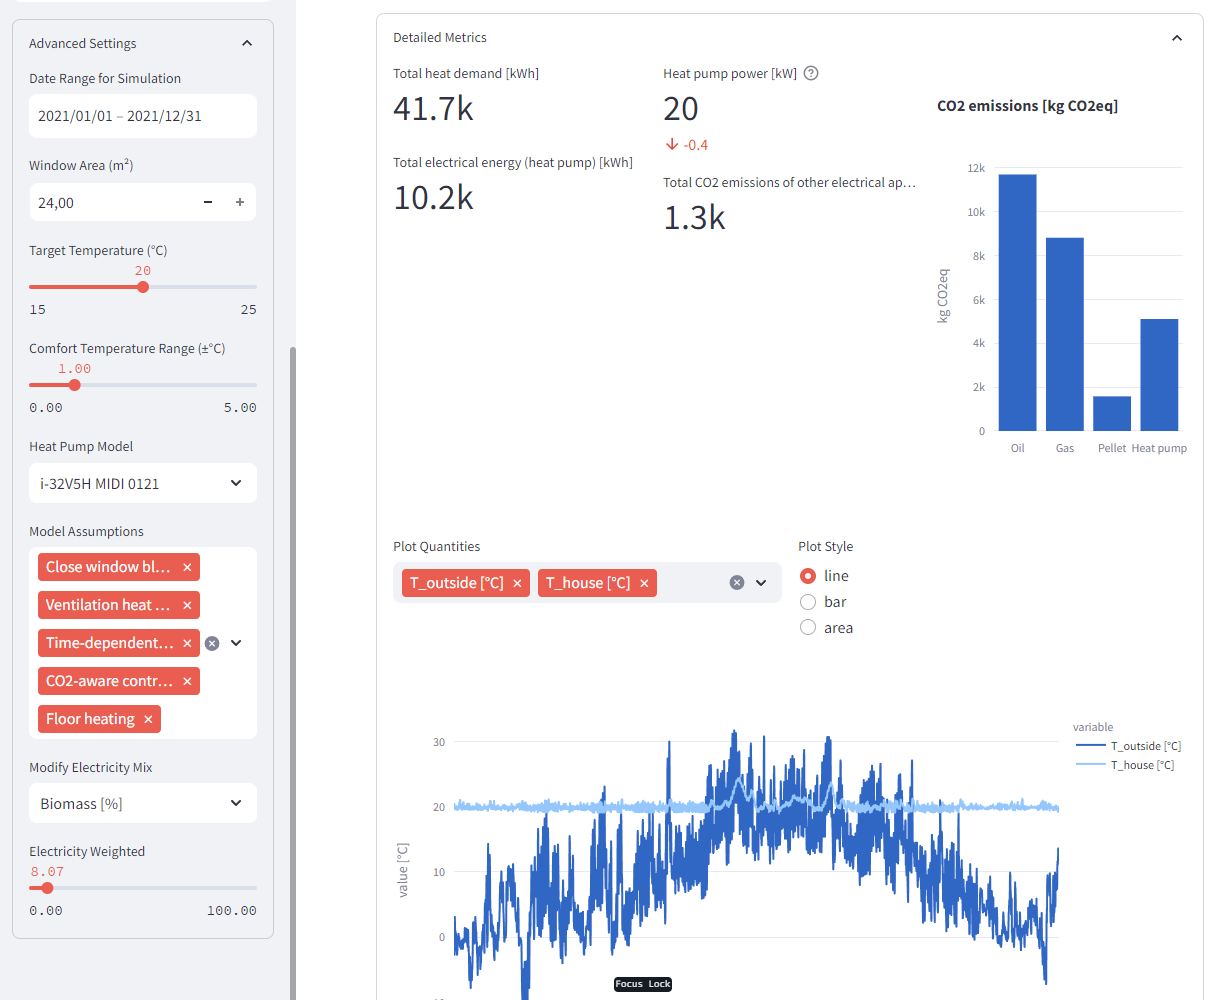 Advanced Settings
Date Range for Simulation
2021/01/01 – 2021/12/31
Window Area (m²)
24,00
Target Temperature (°C)
20
15 25
Comfort Temperature Range (±°C)
1.00
0.00 5.00
Heat Pump Model
i-32V5H MIDI 0121
Model Assumptions
Close window bl…
Ventilation heat …
Time-dependent…
CO2-aware contr…
Floor heating
Modify Electricity Mix
Biomass [%]
Electricity Weighted
8.07
0.00 100.00
Detailed Metrics
Total heat demand [kWh]
41.7k
Total electrical energy (heat pump) [kWh]
10.2k
Heat pump power [kW]
20
-0.4
Total CO2 emissions of other electrical ap…
1.3k
CO2 emissions [kg CO2eq]
12k
10k
8k
6k
4k
2k
0
kg CO2eq
Oil Gas Pellet Heat pump
Plot Quantities
T_outside [°C] T_house [°C]
Plot Style
line
bar
area
variable
T_outside [°C]
T_house [°C]
30
20
10
0
value [°C]
Focus Lock